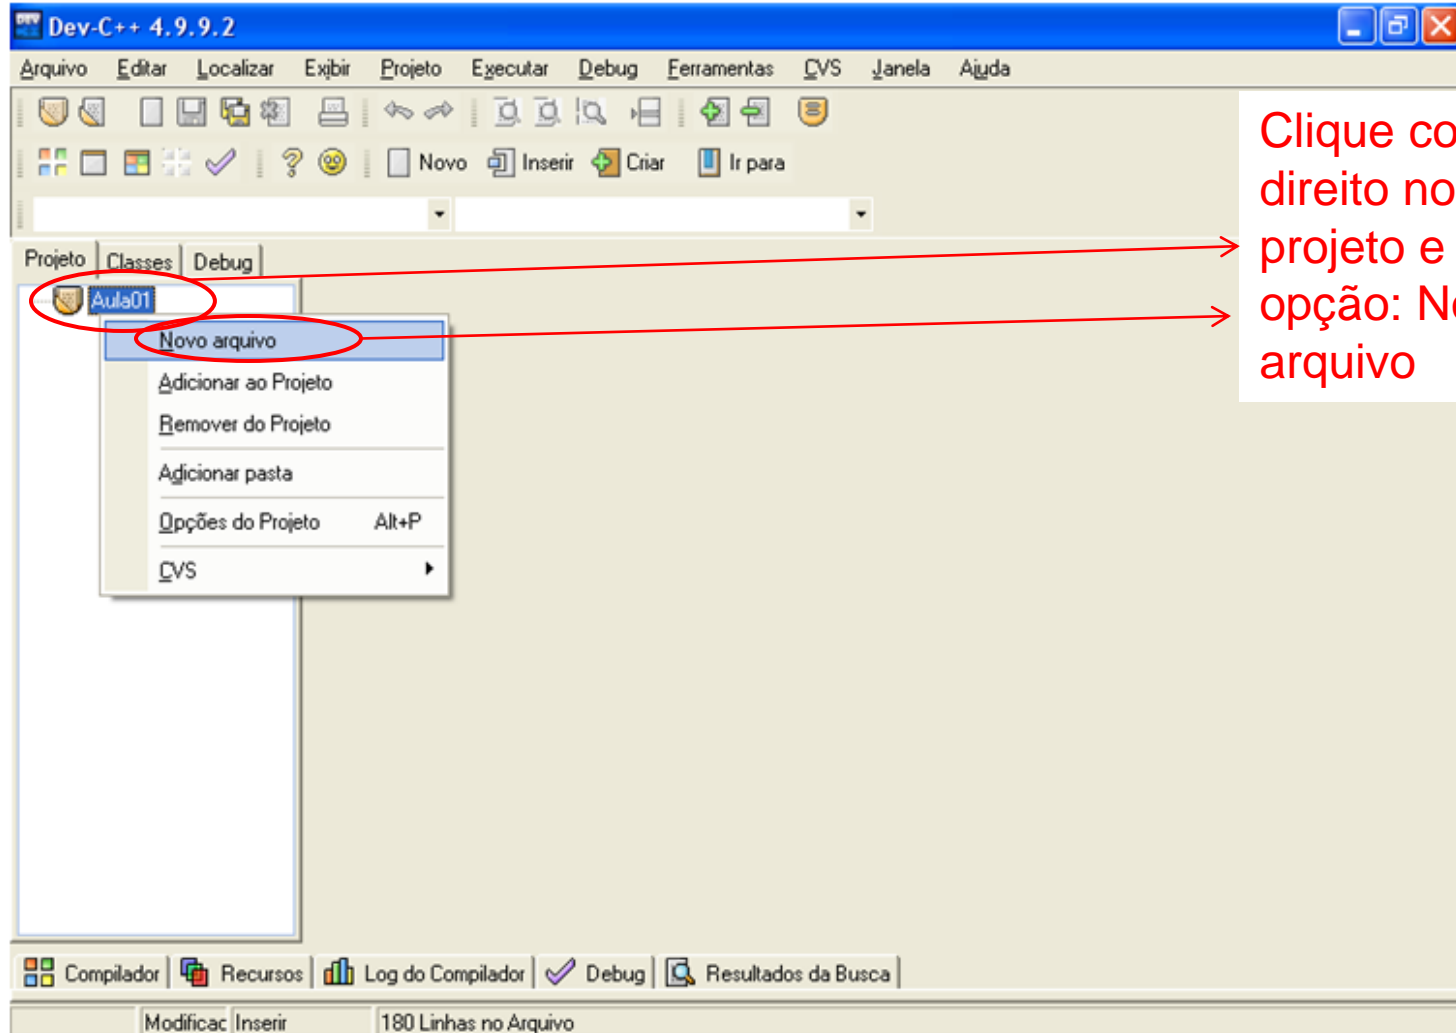 Dev-C++ 4.9.9.2
Arquivo Editar Localizar Exibir Projeto Executar Debug Ferramentas CVS Janela Ajuda
Novo Inserir Criar Ir para
Projeto Classes Debug
Aula01
Novo arquivo
Adicionar ao Projeto
Remover do Projeto
Adicionar pasta
Opções do Projeto Alt+P
CVS
Clique co
direito no
projeto e
opção: No
arquivo
Compilador Recursos Log do Compilador Debug Resultados da Busca
Modificac Inserir 180 Linhas no Arquivo